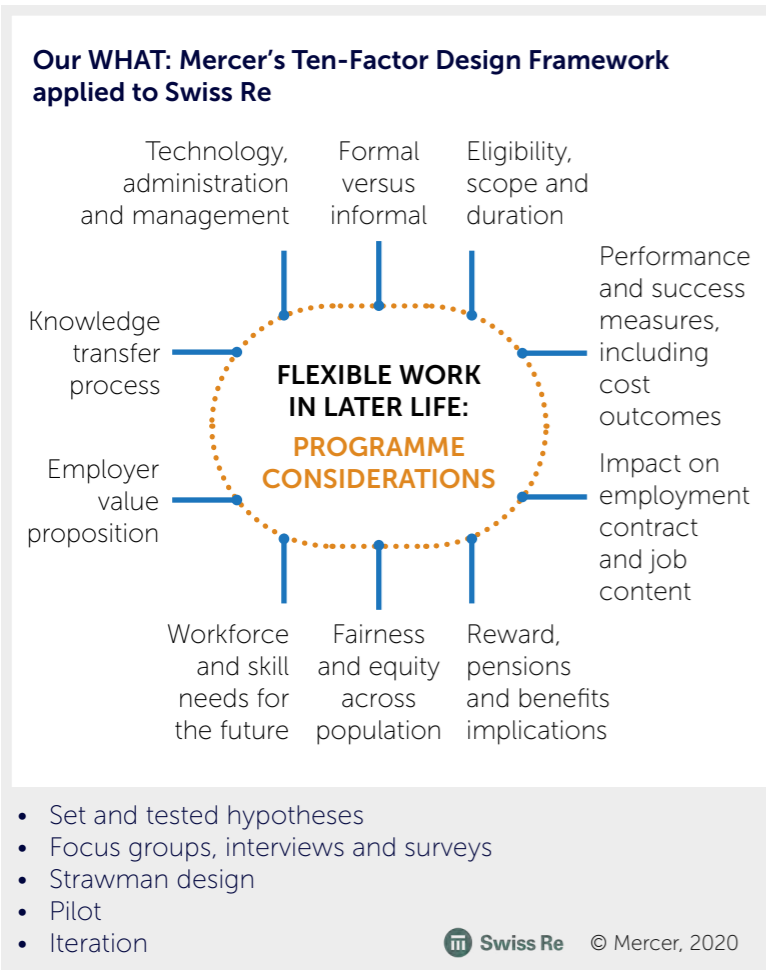 Our WHAT: Mercer’s Ten-Factor Design Framework
applied to Swiss Re
Technology,
administration
and management
Formal
versus
informal
Eligibility,
scope and
duration
Performance
and success
measures,
including
cost
outcomes
Impact on
employment
contract
and job
content
Reward,
pensions
and benefits
implications
Fairness
and equity
across
population
Workforce
and skill
needs for
the future
Employer
value
proposition
Knowledge
transfer
process
FLEXIBLE WORK
IN LATER LIFE:
PROGRAMME
CONSIDERATIONS
• Set and tested hypotheses
• Focus groups, interviews and surveys
• Strawman design
• Pilot
• Iteration
Swiss Re © Mercer, 2020